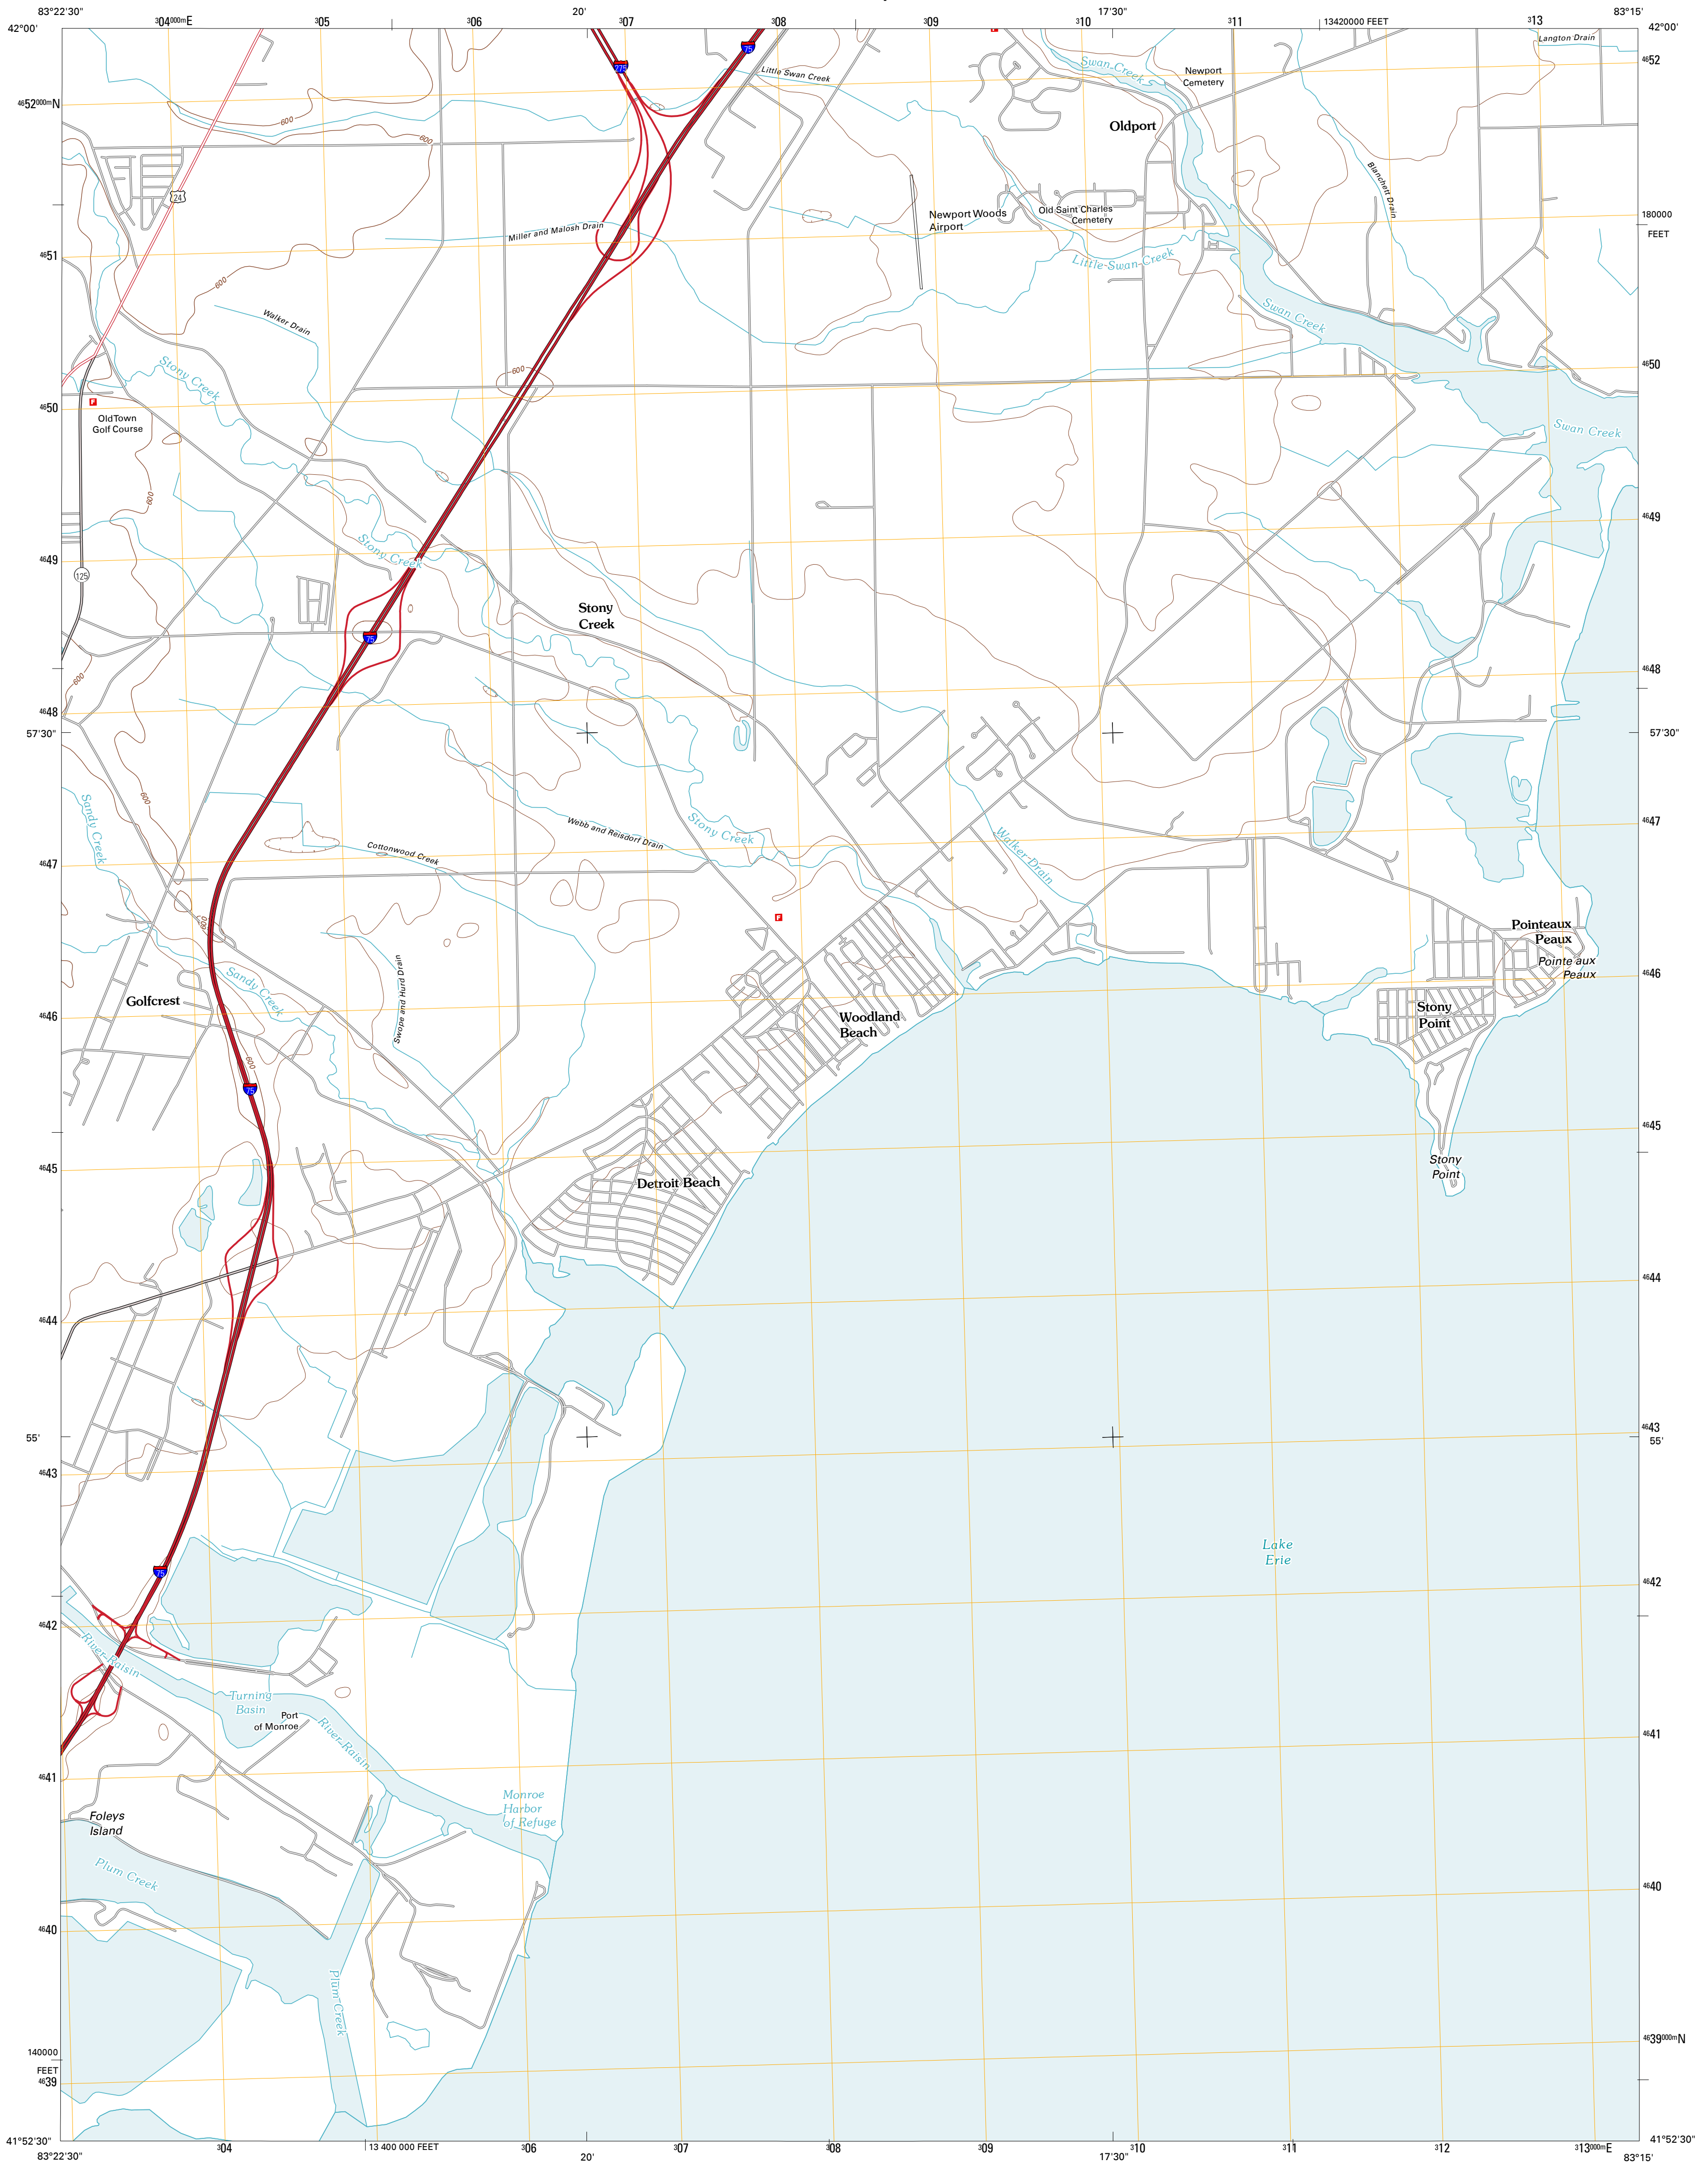 83°22'30"
304000mE
305
306
20'
307
308
309
310
17'30"
311
13420000 FEET
313
83°15'
42°00'
42°00'
Langton Drain
4652
75
275
Little Swan Creek
Swan Creek
Newport
Cemetery
4652000mN
600
600
Oldport
24
Blanchett Drain
Newport Woods
Airport
Old Saint Charles
Cemetery
180000
FEET
Miller and Malosh Drain
4651
Little Swan Creek
600
Walker Drain
Swan Creek
Stony Creek
600
4650
4650
Old Town
Golf Course
F
Swan Creek
600
4649
4649
Stony Creek
125
Stony
Creek
75
600
4648
4648
57'30"
57'30"
Sandy Creek
600
Webb and Reisdorf Drain
Stony Creek
Cottonwood Creek
Walker Drain
4647
4647
F
600
Pointeaux
Peaux
Pointe aux
Peaux
4646
Sandy Creek
Swope and Hurd Drain
Golfcrest
Woodland
Beach
Stony
Point
4646
600
75
4645
Stony
Point
4645
Detroit Beach
4644
4644
4643
55'
55'
4643
Lake
Erie
75
4642
4642
River Raisin
Turning
Basin
Port
of Monroe
River Raisin
4641
4641
Monroe
Harbor
of Refuge
Foleys
Island
Plum Creek
4640
4640
Plum Creek
4639000mN
140000
FEET
4639
41°52'30"
41°52'30"
83°22'30"
304
13 400 000 FEET
306
20'
307
308
309
310
17'30"
311
312
313000mE
83°15'